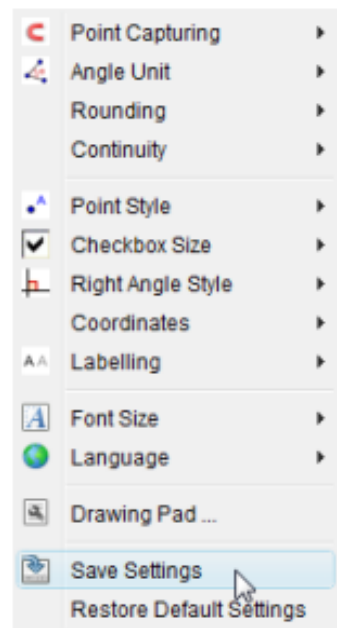 Point Capturing
Angle Unit
Rounding
Continuity
Point Style
Checkbox Size
Right Angle Style
Coordinates
AA Labelling
Font Size
Language
Drawing Pad ...
Save Settings
Restore Default Settings